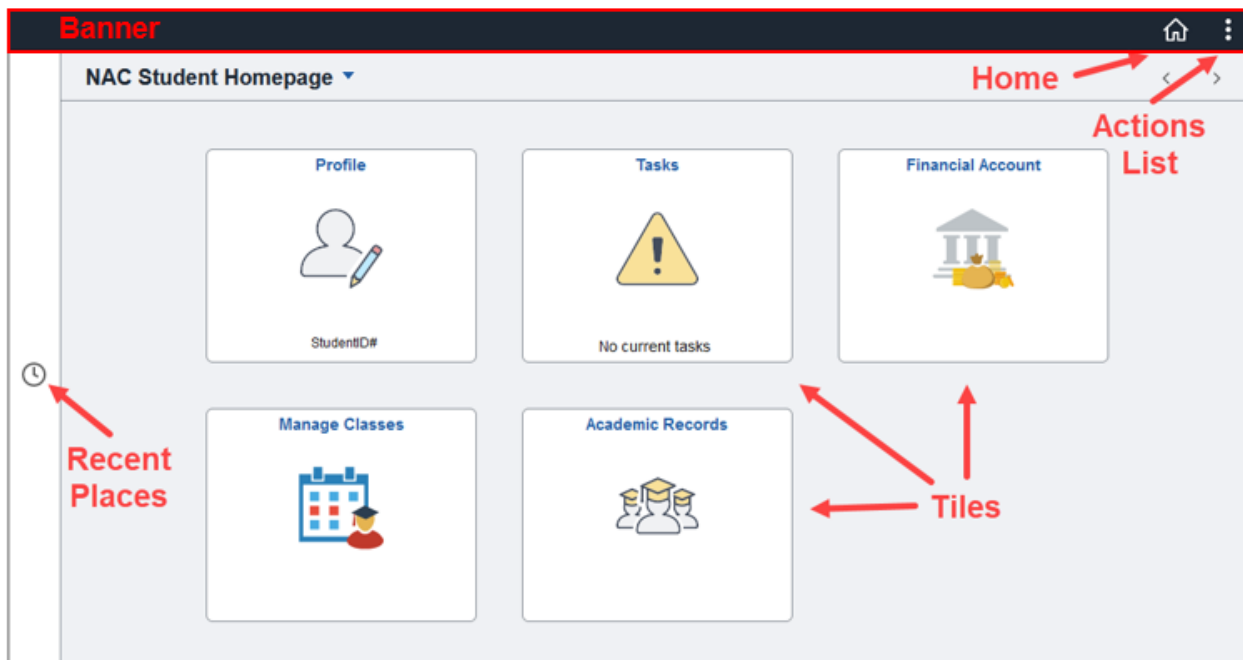 Banner
NAC Student Homepage
Home
Actions
List
Profile
Tasks
Financial Account
StudentID#
No current tasks
Manage Classes
Academic Records
Recent
Places
Tiles